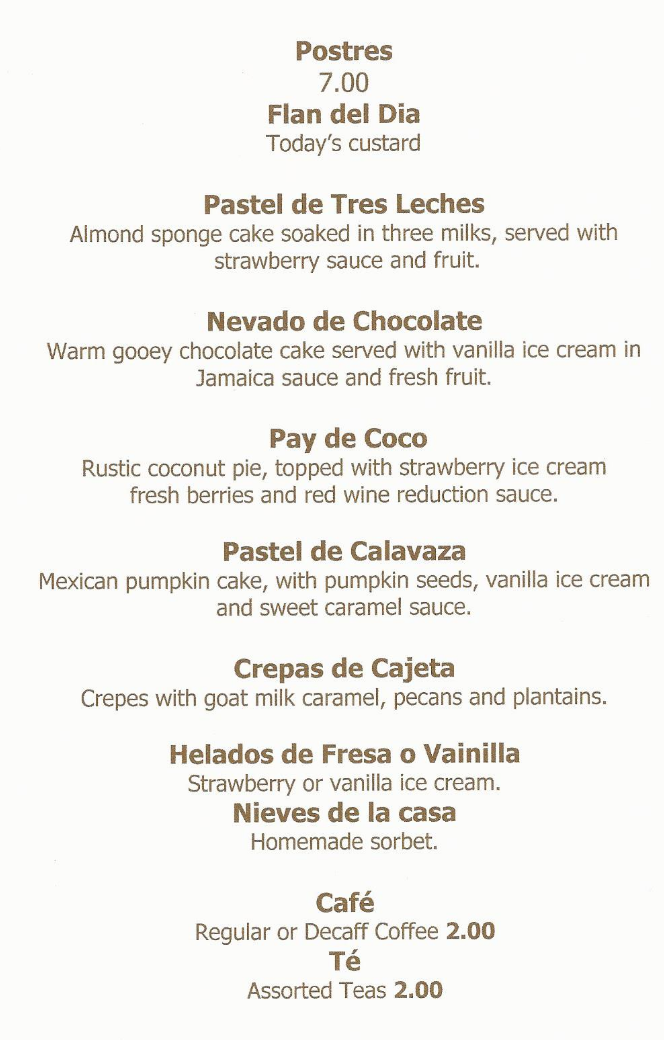 Postres
7.00
Flan del Dia
Today's custard
Pastel de Tres Leches
Almond sponge cake soaked in three milks, served with
strawberry sauce and fruit.
Nevado de Chocolate
Warm gooey chocolate cake served with vanilla ice cream in
Jamaica sauce and fresh fruit.
Pay de Coco
Rustic coconut pie, topped with strawberry ice cream
fresh berries and red wine reduction sauce.
Pastel de Calavaza
Mexican pumpkin cake, with pumpkin seeds, vanilla ice cream
and sweet caramel sauce.
Crepas de Cajeta
Crepes with goat milk caramel, pecans and plantains.
Helados de Fresa o Vainilla
Strawberry or vanilla ice cream.
Nieves de la casa
Homemade sorbet.
Café
Regular or Decaff Coffee 2.00
Té
Assorted Teas 2.00